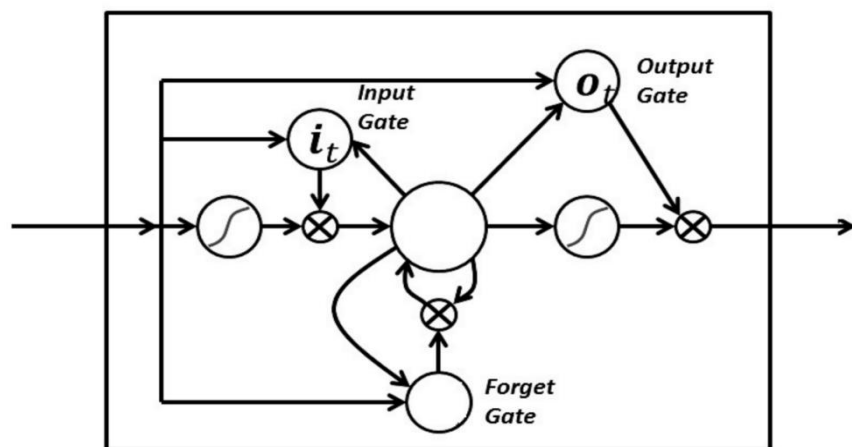 Input
Gate
i_t
o_t
Output
Gate
Forget
Gate